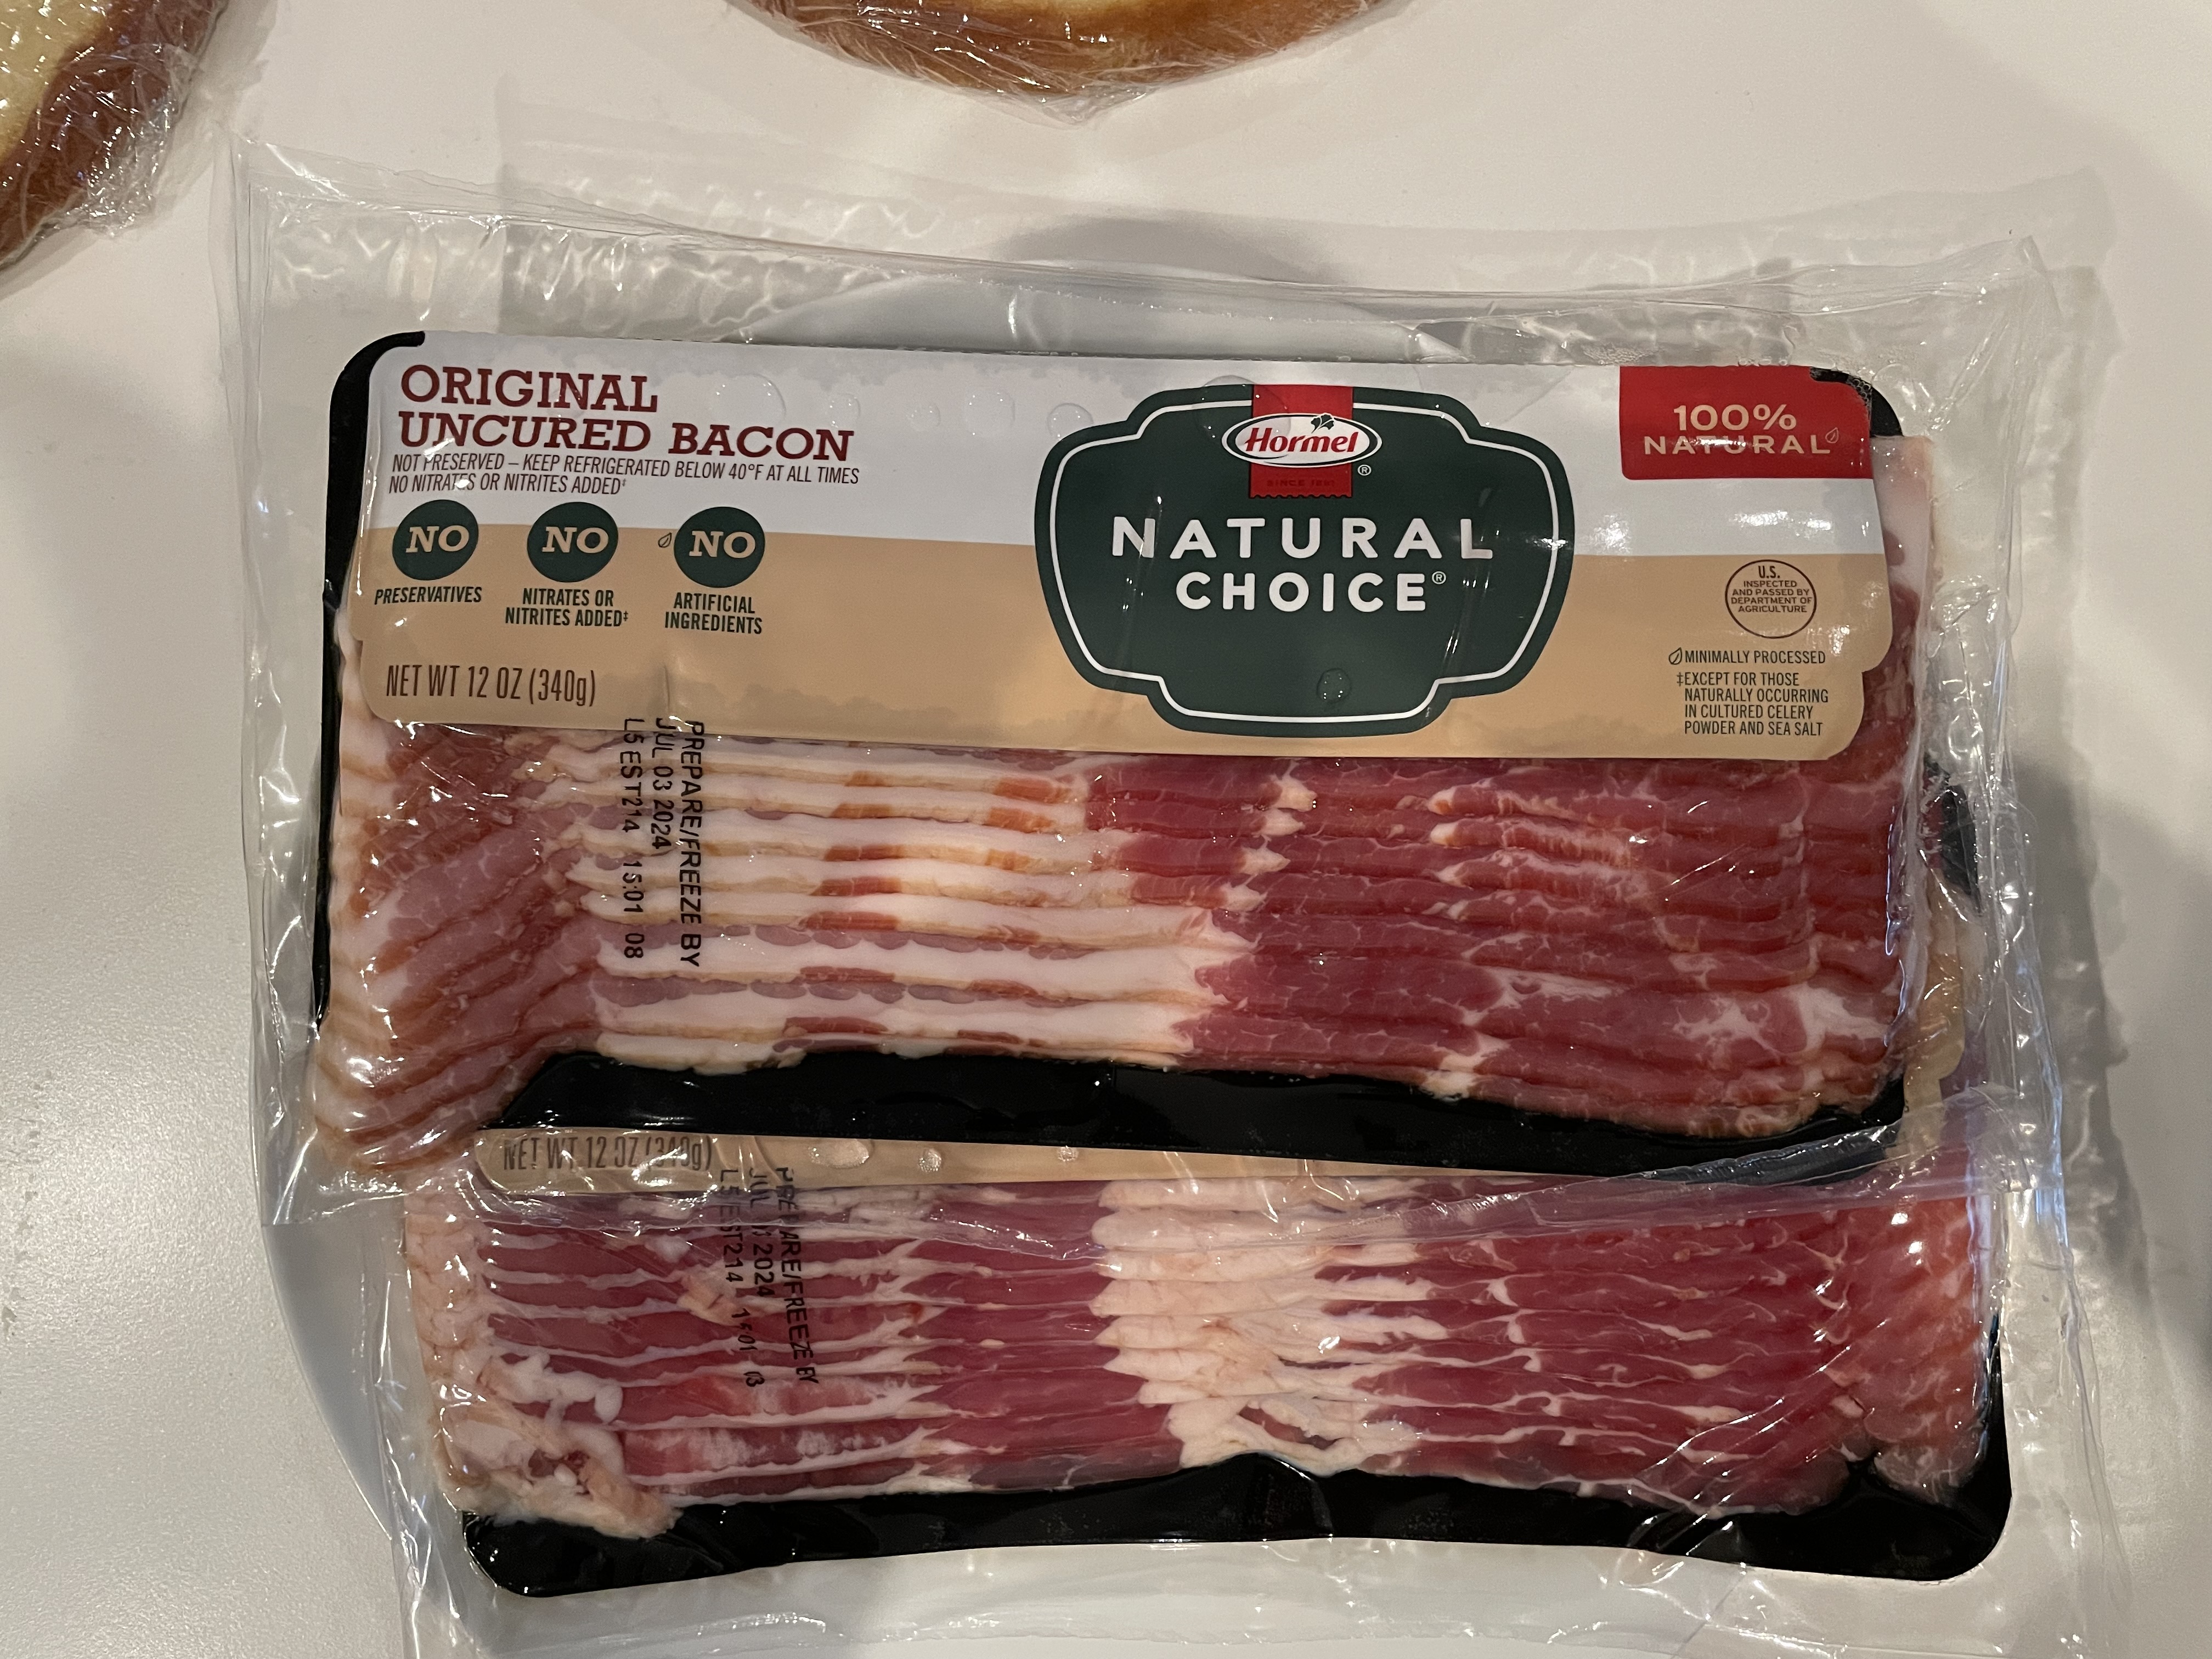 ORIGINAL
UNCURED BACON
NOT PRESERVED – KEEP REFRIGERATED BELOW 40°F AT ALL TIMES
NO NITRATES OR NITRITES ADDED‡
NO
PRESERVATIVES
NO
NITRATES OR
NITRITES ADDED‡
NO
ARTIFICIAL
INGREDIENTS
NET WT 12 OZ (340g)
Hormel®
SINCE 1891
NATURAL
CHOICE®
100%
NATURAL
U.S.
INSPECTED
AND PASSED BY
DEPARTMENT OF
AGRICULTURE
MINIMALLY PROCESSED
‡EXCEPT FOR THOSE
NATURALLY OCCURRING
IN CULTURED CELERY
POWDER AND SEA SALT
PREPARE/FREEZE BY
JUL 03 2024
L5 EST214 15:01 08
NET WT 12 OZ (340g)
PREPARE/FREEZE BY
JUL 2024
L5 EST214